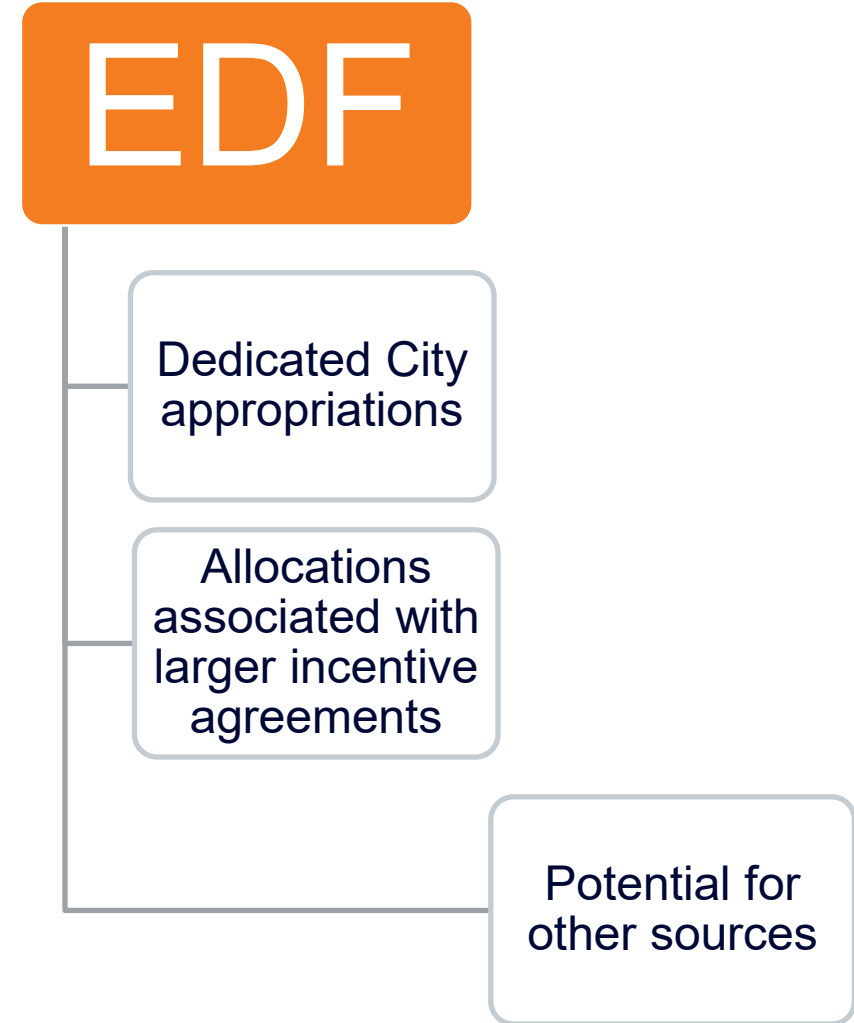 EDF
Dedicated City
appropriations
Allocations
associated with
larger incentive
agreements
Potential for
other sources